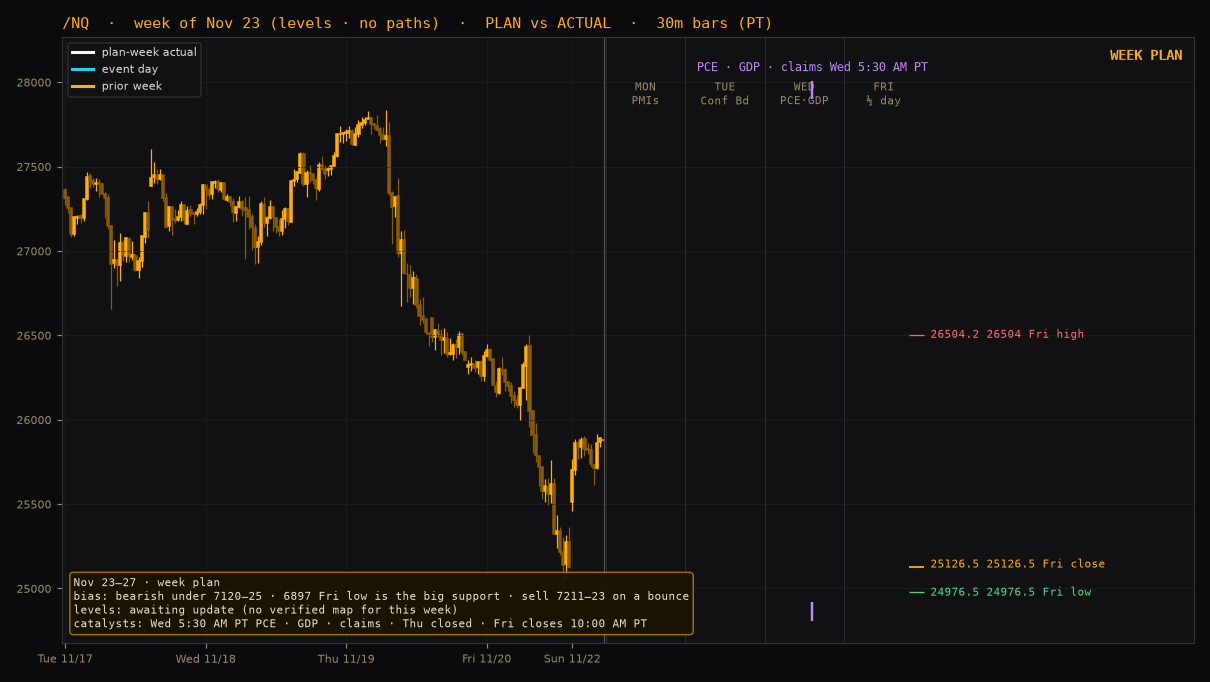 /NQ · week of Nov 23 (levels · no paths) · PLAN vs ACTUAL · 30m bars (PT)
plan-week actual
event day
prior week
WEEK PLAN
PCE · GDP · claims Wed 5:30 AM PT
MON
PMIs
TUE
Conf Bd
WED
PCE·GDP
FRI
½ day
28000
27500
27000
26500
26000
25500
25000
26504.2 26504 Fri high
25126.5 25126.5 Fri close
24976.5 24976.5 Fri low
Nov 23–27 · week plan
bias: bearish under 7120–25 · 6897 Fri low is the big support · sell 7211–23 on a bounce
levels: awaiting update (no verified map for this week)
catalysts: Wed 5:30 AM PT PCE · GDP · claims · Thu closed · Fri closes 10:00 AM PT
Tue 11/17
Wed 11/18
Thu 11/19
Fri 11/20
Sun 11/22